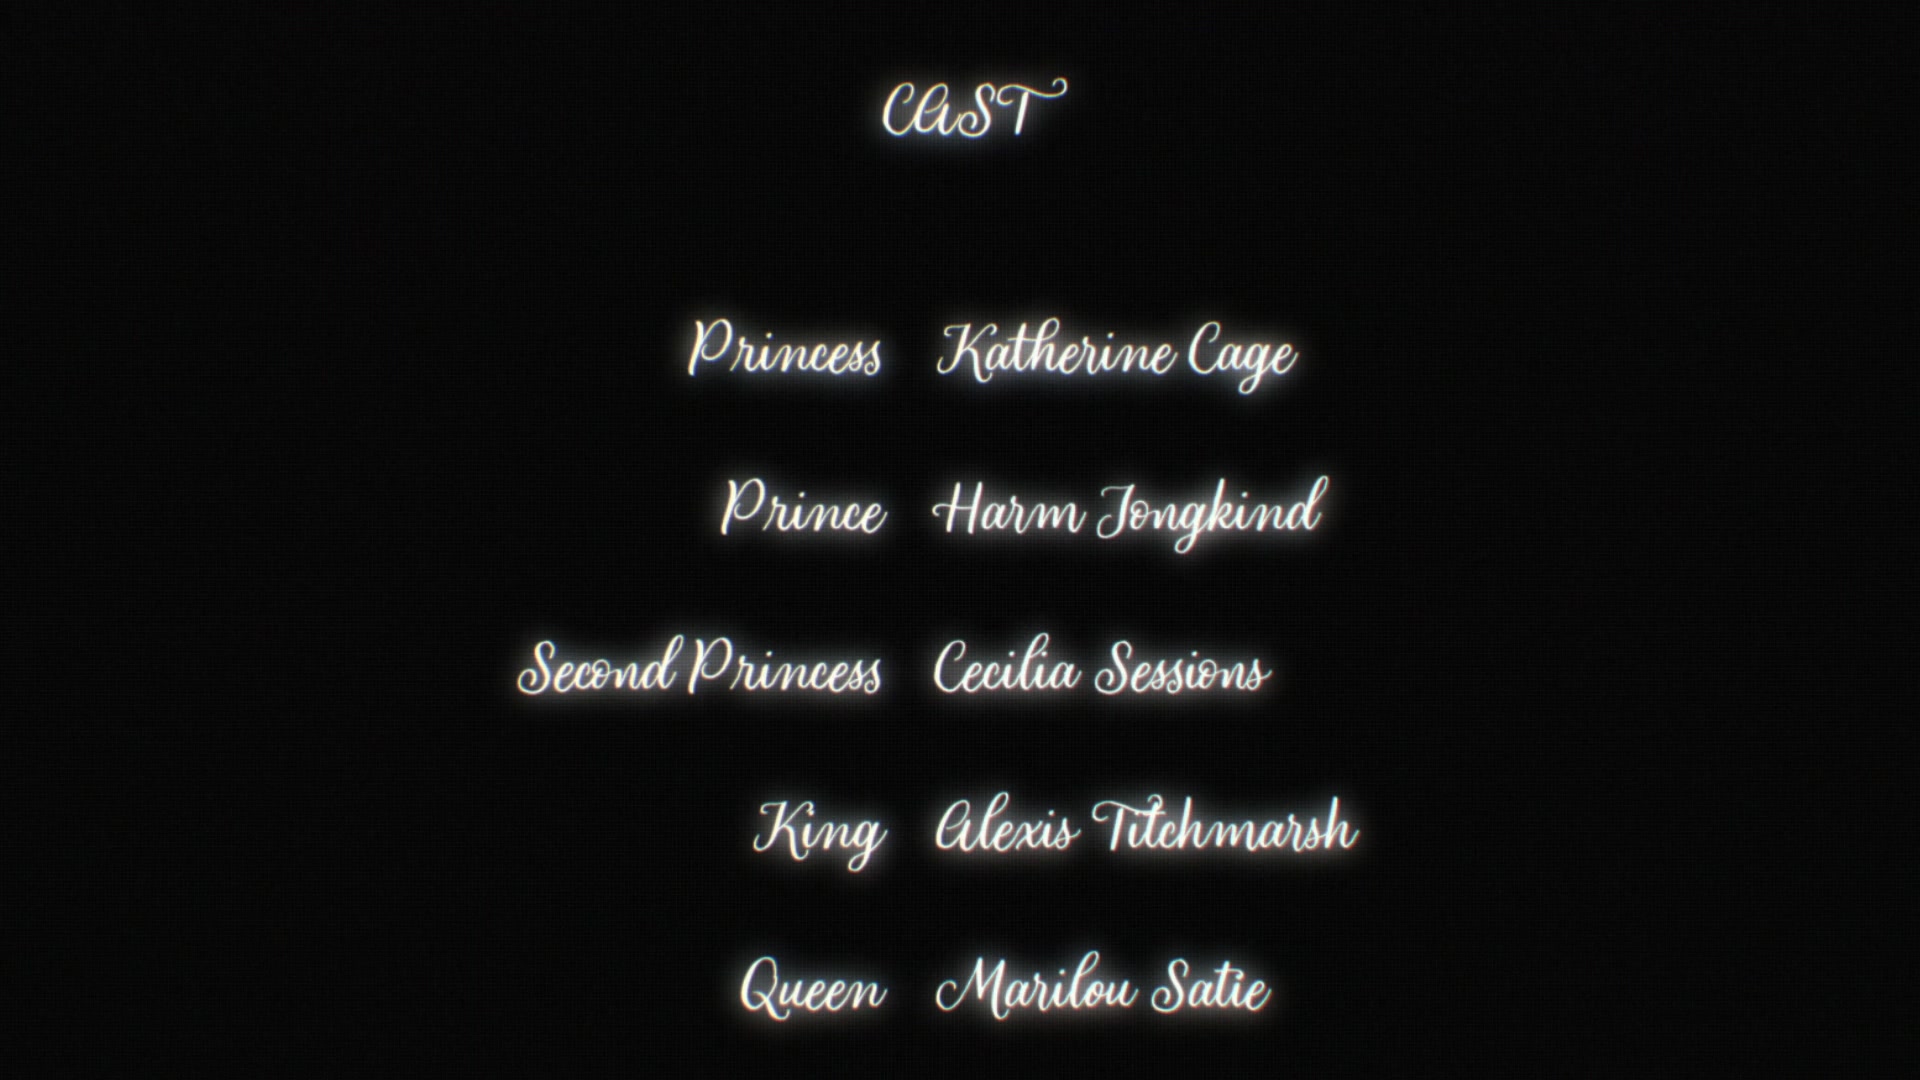 CAST
Princess Katherine Cage
Prince Harm Jongkind
Second Princess Cecilia Sessions
King Alexis Titchmarsh
Queen Marilou Satie